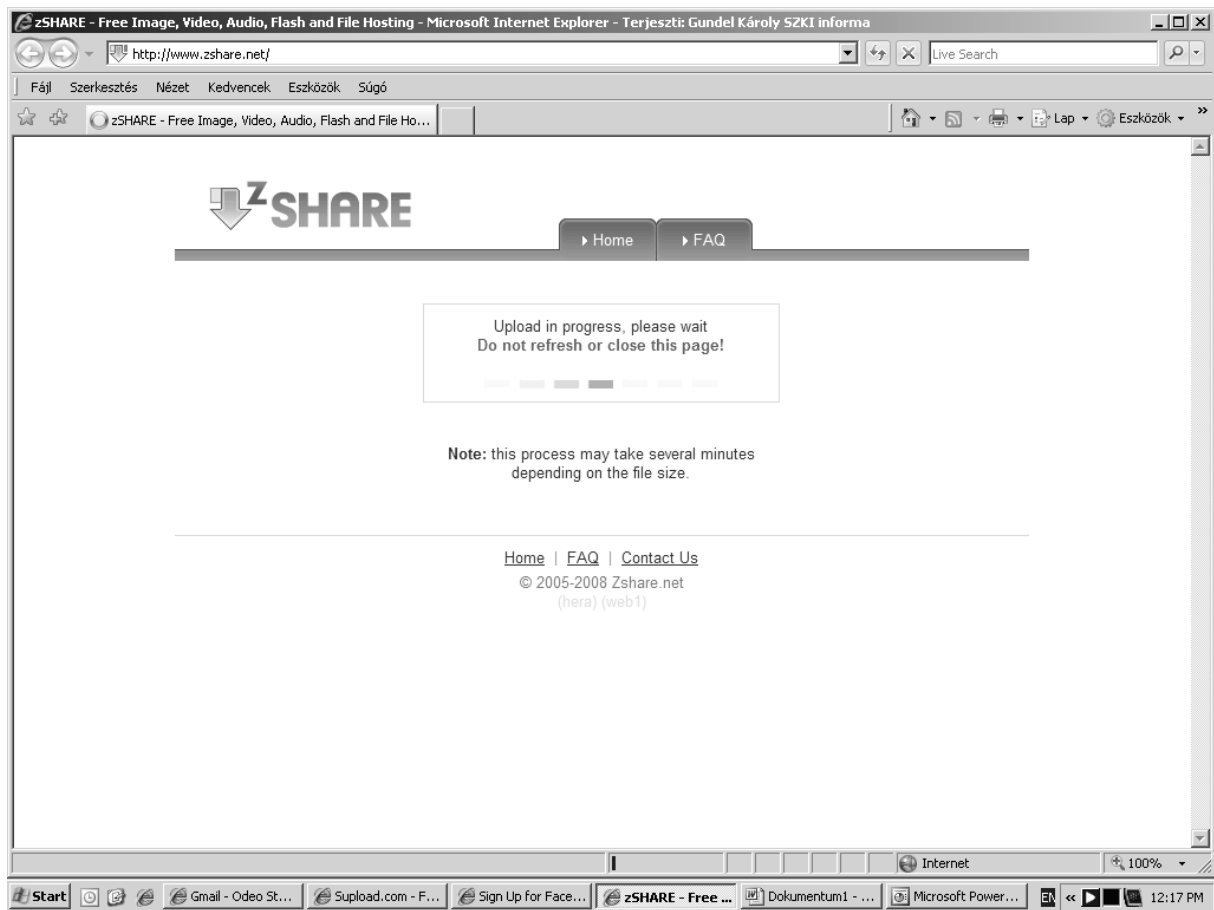 zSHARE - Free Image, Video, Audio, Flash and File Hosting - Microsoft Internet Explorer - Terjeszti: Gundel Károly SZKI informa
http://www.zshare.net/
Live Search
Fájl Szerkesztés Nézet Kedvencek Eszközök Súgó
zSHARE - Free Image, Video, Audio, Flash and File Ho...
Lap Eszközök »
zSHARE
Home FAQ
Upload in progress, please wait
Do not refresh or close this page!
Note: this process may take several minutes
depending on the file size.
Home | FAQ | Contact Us
© 2005-2008 Zshare.net
(hera) (web1)
Internet 100%
Start Gmail - Odeo St... Supload.com - F... Sign Up for Face... zSHARE - Free ... Dokumentum1 - ... Microsoft Power... EN « 12:17 PM